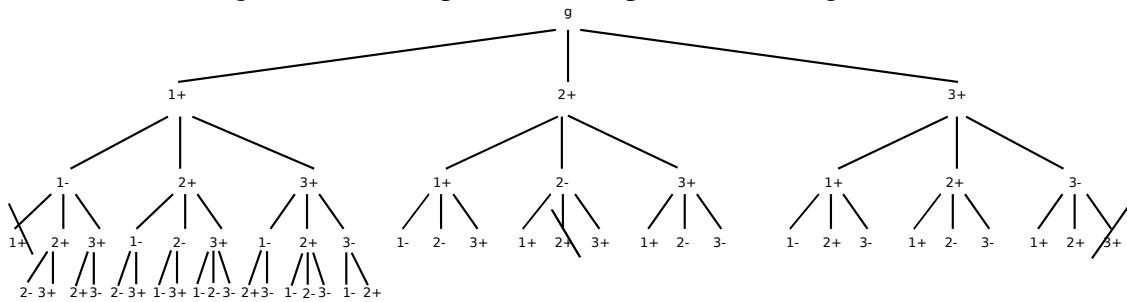 g
1+ 2+ 3+
1- 2+ 3+ 1+ 2- 3+ 1+ 2+ 3-
1+ 2+ 3+ 1- 2- 3+ 1- 2+ 3- 1- 2- 3+ 1+ 2+ 3+ 1+ 2- 3- 1- 2+ 3- 1+ 2- 3- 1+ 2+ 3+
2- 3+ 2+ 3- 2- 3+ 1- 3+ 1- 2- 3- 2+ 3- 1- 2- 3- 1- 2+